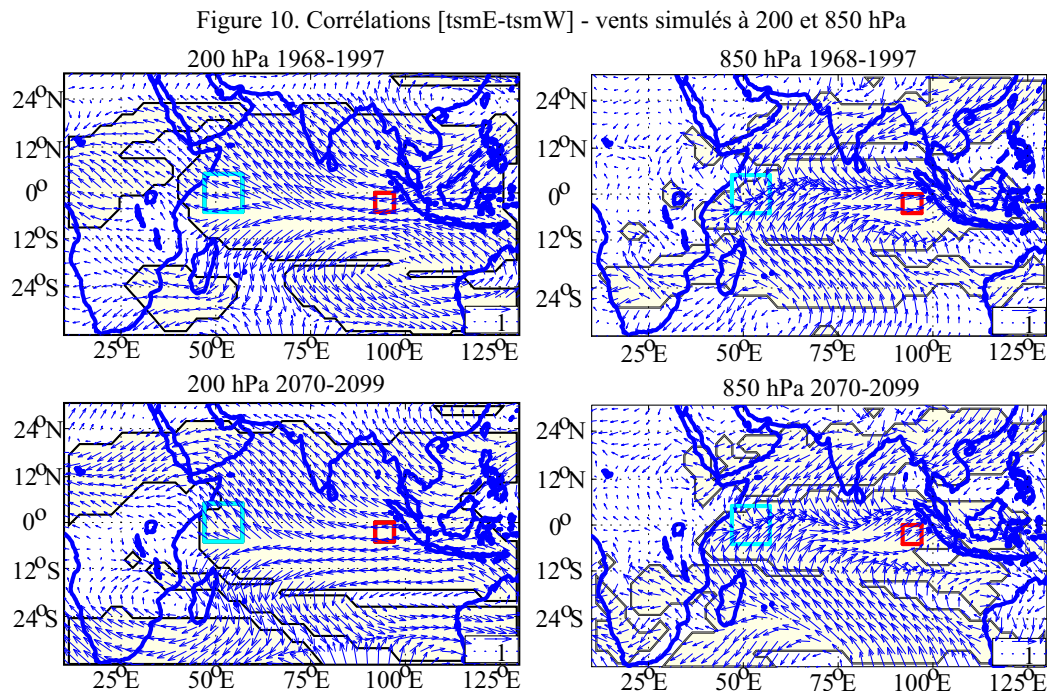 Figure 10. Corrélations [tsmE-tsmW] - vents simulés à 200 et 850 hPa
200 hPa 1968-1997
24°N
12°N
0°
12°S
24°S
25°E 50°E 75°E 100°E 125°E
1
850 hPa 1968-1997
24°N
12°N
0°
12°S
24°S
25°E 50°E 75°E 100°E 125°E
1
200 hPa 2070-2099
24°N
12°N
0°
12°S
24°S
25°E 50°E 75°E 100°E 125°E
1
850 hPa 2070-2099
24°N
12°N
0°
12°S
24°S
25°E 50°E 75°E 100°E 125°E
1